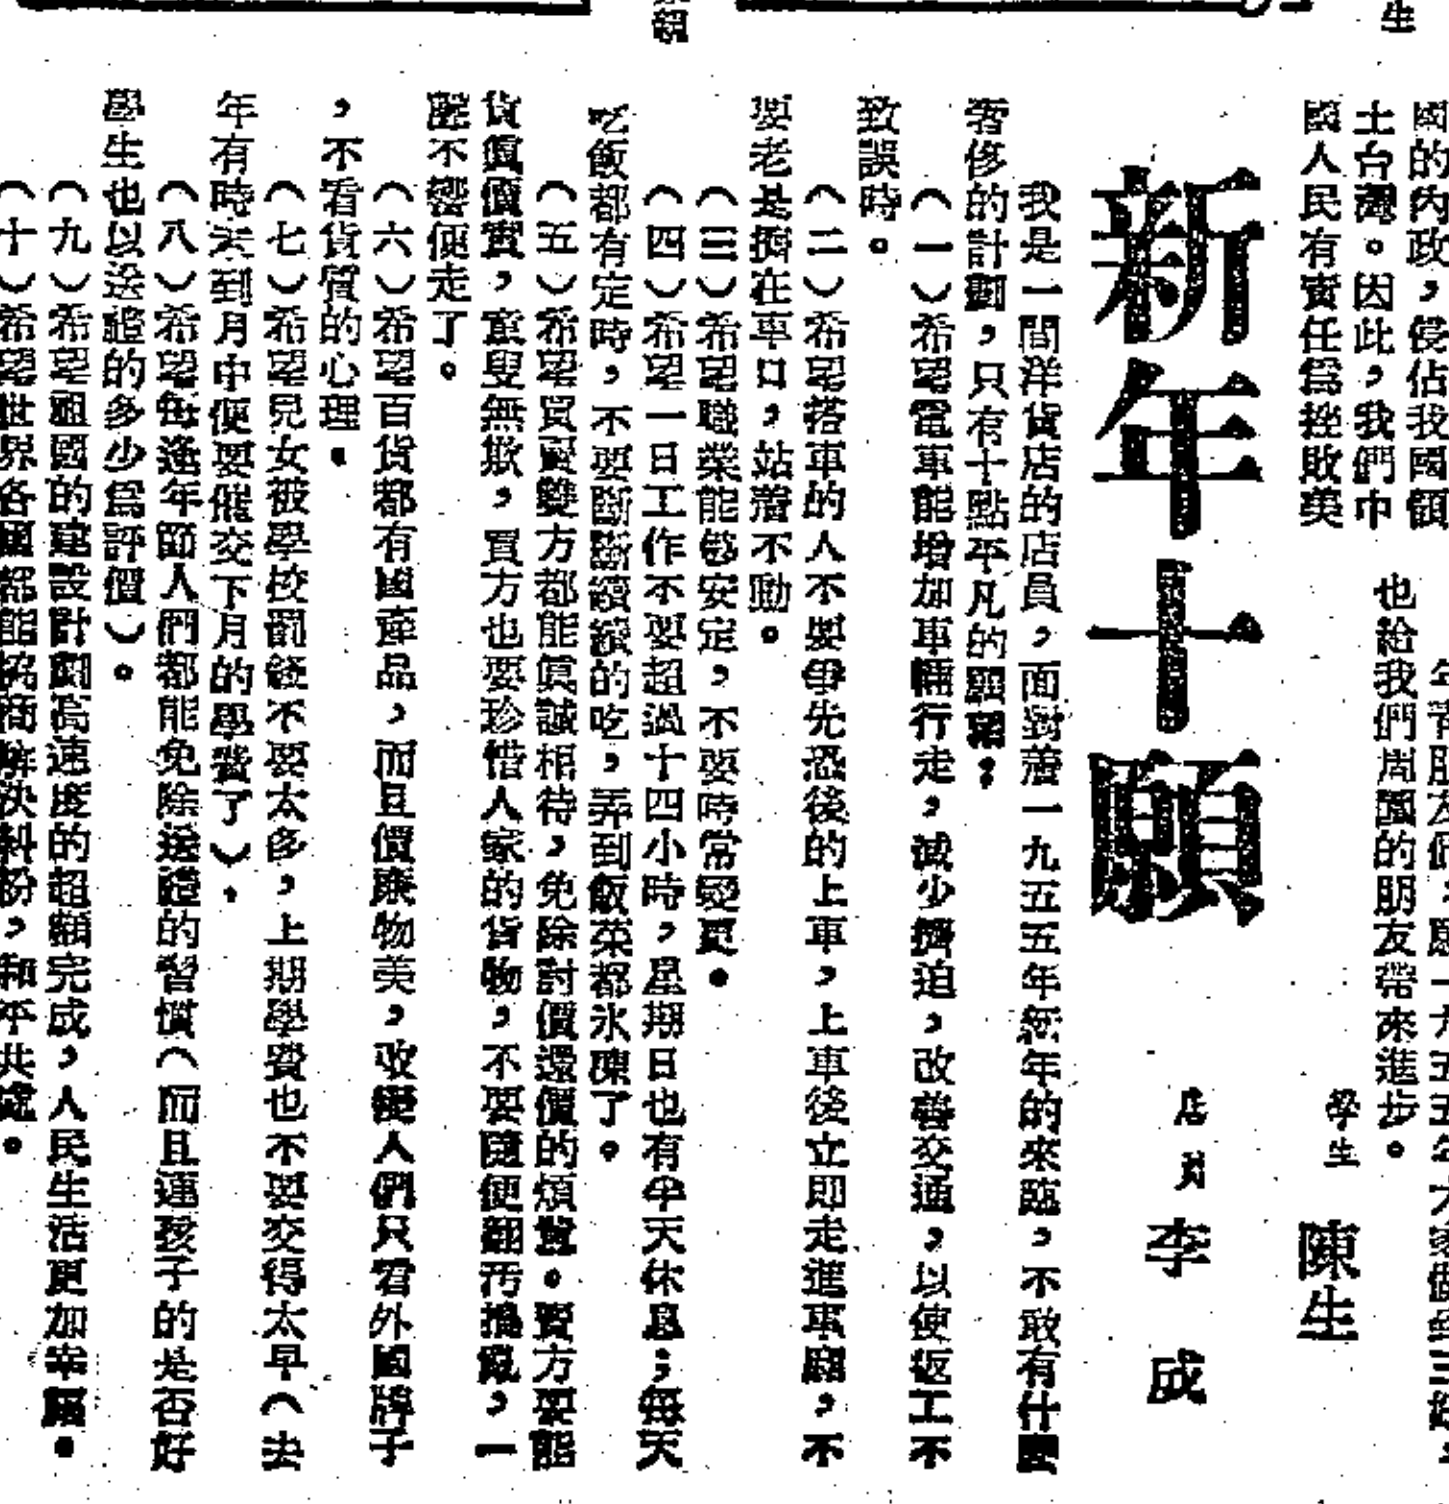 生
國的內政，侵佔我國領
土台灣。因此，我們中
國人民有責任爲挫敗美
也給我們周圍的朋友帶來進步。
學生 陳生
新年十願
店員 李成
我是一間洋貨店的店員，面對着一九五五年新年的來臨，不敢有什麼
奢侈的計劃，只有十點平凡的願望：
（一）希望電車能增加車輛行走，減少擠迫，改善交通，以使返工不
致誤時。
（二）希望搭車的人不要爭先恐後的上車，上車後立即走進車廂，不
要老是擠在車口，站着不動。
（三）希望職業能够安定，不要時常變更。
（四）希望一日工作不要超過十四小時，星期日也有半天休息；每天
吃飯都有定時，不要斷斷續續的吃，弄到飯菜都氷凍了。
（五）希望買賣雙方都能眞誠相待，免除討價還價的煩贅。賣方要能
貨眞價實，童叟無欺，買方也要珍惜人家的貨物，不要隨便翻汚搗亂，一
聲不響便走了。
（六）希望百貨都有國產品，而且價廉物美，改變人們只看外國牌子
，不看貨質的心理。
（七）希望兒女被學校罰錢不要太多，上期學費也不要交得太早（去
年有時未到月中便要催交下月的學費了）。
（八）希望每逢年節人們都能免除送禮的習慣（而且連孩子的是否好
學生也以送禮的多少爲評價）。
（九）希望祖國的建設計劃高速度的超額完成，人民生活更加幸福。
（十）希望世界各國都能協商解決糾紛，和平共處。